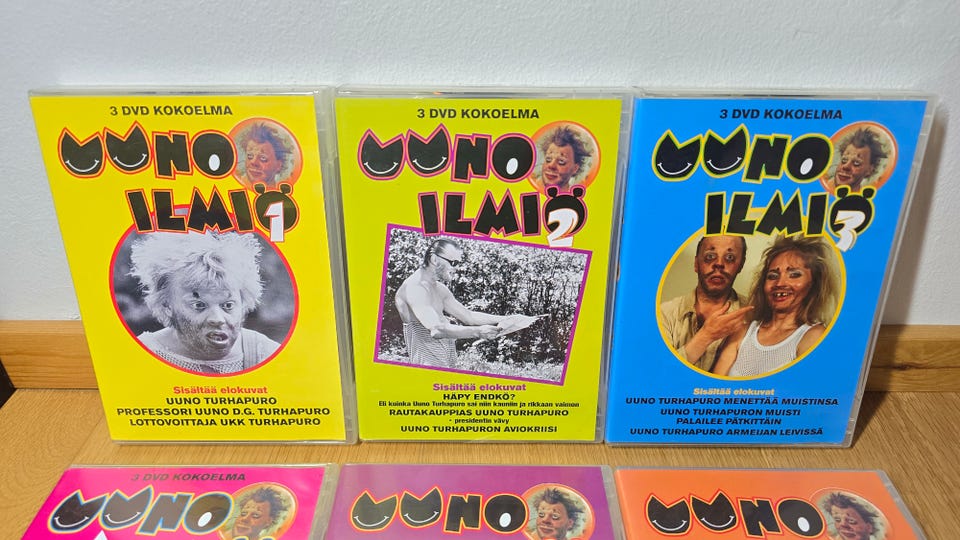 3 DVD KOKOELMA
UUNO
ILMIÖ
1
Sisältää elokuvat
UUNO TURHAPURO
PROFESSORI UUNO D.G. TURHAPURO
LOTTOVOITTAJA UKK TURHAPURO
3 DVD KOKOELMA
UUNO
ILMIÖ
2
Sisältää elokuvat
HÄPY ENDKÖ?
Eli kuinka Uuno Turhapuro sai niin kauniin ja rikkaan vaimon
RAUTAKAUPPIAS UUNO TURHAPURO
- presidentin vävy
UUNO TURHAPURON AVIOKRIISI
3 DVD KOKOELMA
UUNO
ILMIÖ
3
Sisältää elokuvat
UUNO TURHAPURO MENETTÄÄ MUISTINSA
UUNO TURHAPURON MUISTI
PALAILEE PÄTKITTÄIN
UUNO TURHAPURO ARMEIJAN LEIVISSÄ
3 DVD KOKOELMA
UUNO
UUNO
UUNO